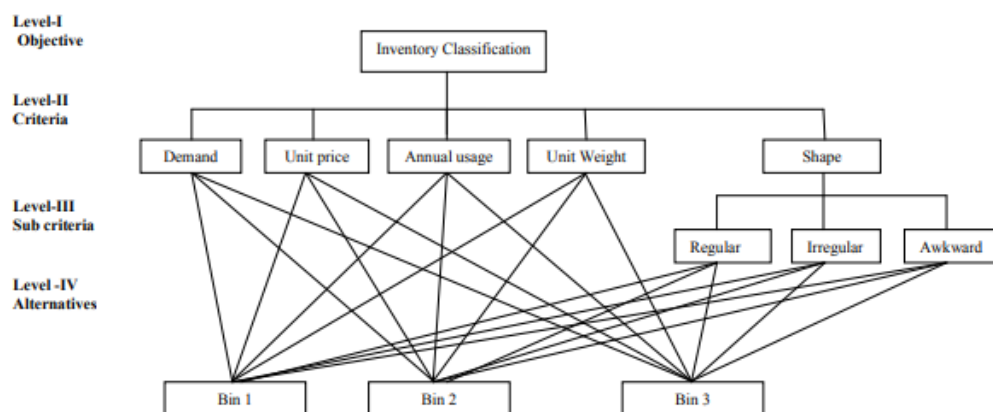 Level-I
Objective
Inventory Classification
Level-II
Criteria
Demand
Unit price
Annual usage
Unit Weight
Shape
Level-III
Sub criteria
Regular
Irregular
Awkward
Level -IV
Alternatives
Bin 1
Bin 2
Bin 3